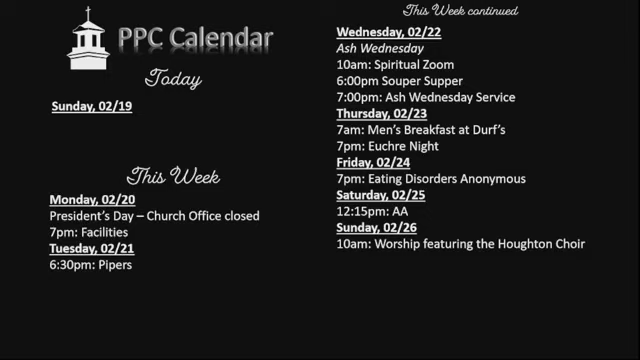 PPC Calendar
Today
Sunday, 02/19
This Week
Monday, 02/20
President's Day – Church Office closed
7pm: Facilities
Tuesday, 02/21
6:30pm: Pipers
This Week continued
Wednesday, 02/22
Ash Wednesday
10am: Spiritual Zoom
6:00pm Souper Supper
7:00pm: Ash Wednesday Service
Thursday, 02/23
7am: Men's Breakfast at Durf's
7pm: Euchre Night
Friday, 02/24
7pm: Eating Disorders Anonymous
Saturday, 02/25
12:15pm: AA
Sunday, 02/26
10am: Worship featuring the Houghton Choir